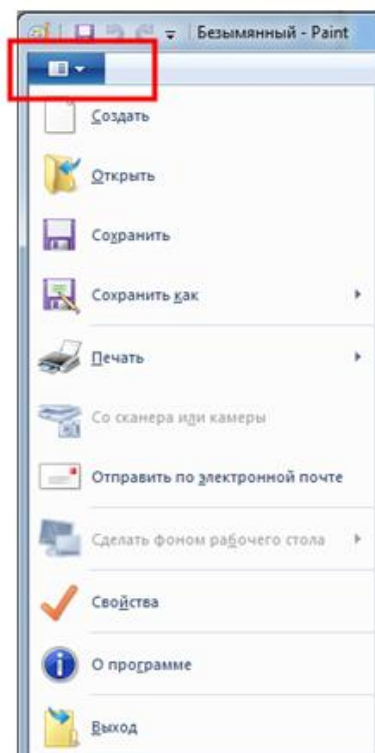 Безымянный - Paint
Создать
Открыть
Сохранить
Сохранить как
Печать
Со сканера или камеры
Отправить по электронной почте
Сделать фоном рабочего стола
Свойства
О программе
Выход